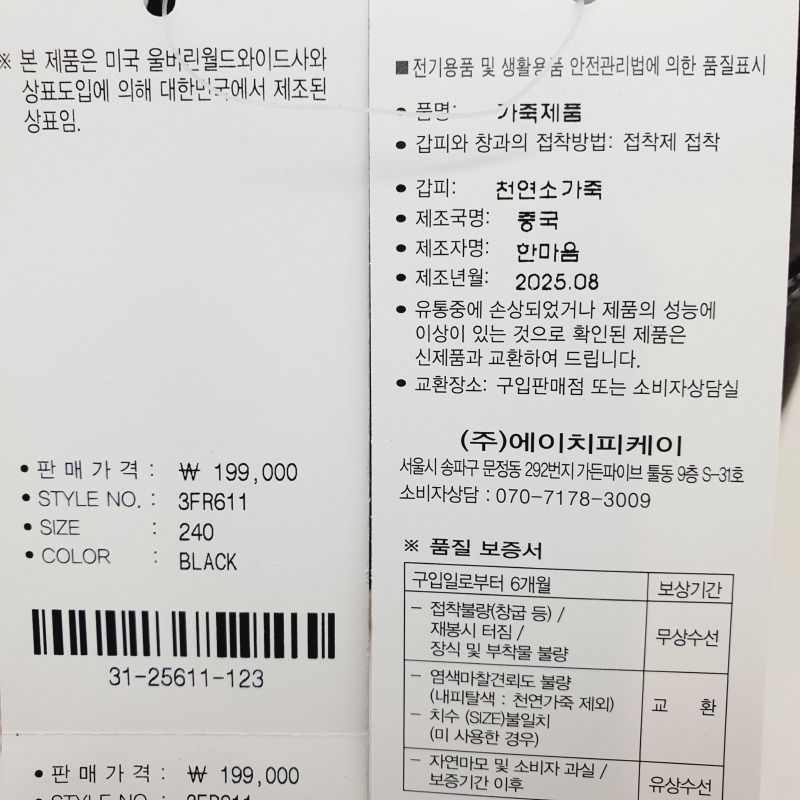 ※ 본 제품은 미국 울버린월드와이드사와
상표도입에 의해 대한민국에서 제조된
상표임.
• 판 매 가 격 : ₩ 199,000
• STYLE NO. : 3FR611
• SIZE : 240
• COLOR : BLACK
31-25611-123
• 판 매 가 격 : ₩ 199,000
• STYLE NO. : 3FR611
■ 전기용품 및 생활용품 안전관리법에 의한 품질표시
• 품명: 가죽제품
• 갑피와 창과의 접착방법: 접착제 접착
• 갑피: 천연소가죽
• 제조국명: 중국
• 제조자명: 한마음
• 제조년월: 2025.08
• 유통중에 손상되었거나 제품의 성능에
이상이 있는 것으로 확인된 제품은
신제품과 교환하여 드립니다.
• 교환장소: 구입판매점 또는 소비자상담실
(주)에이치피케이
서울시 송파구 문정동 292번지 가든파이브 툴동 9층 S-31호
소비자상담 : 070-7178-3009
※ 품질 보증서
구입일로부터 6개월 보상기간
- 접착불량(창굽 등) /
재봉시 터짐 /
장식 및 부착물 불량
무상수선
- 염색마찰견뢰도 불량
(내피탈색 : 천연가죽 제외)
- 치수 (SIZE)불일치
(미 사용한 경우)
교 환
- 자연마모 및 소비자 과실 /
보증기간 이후
유상수선